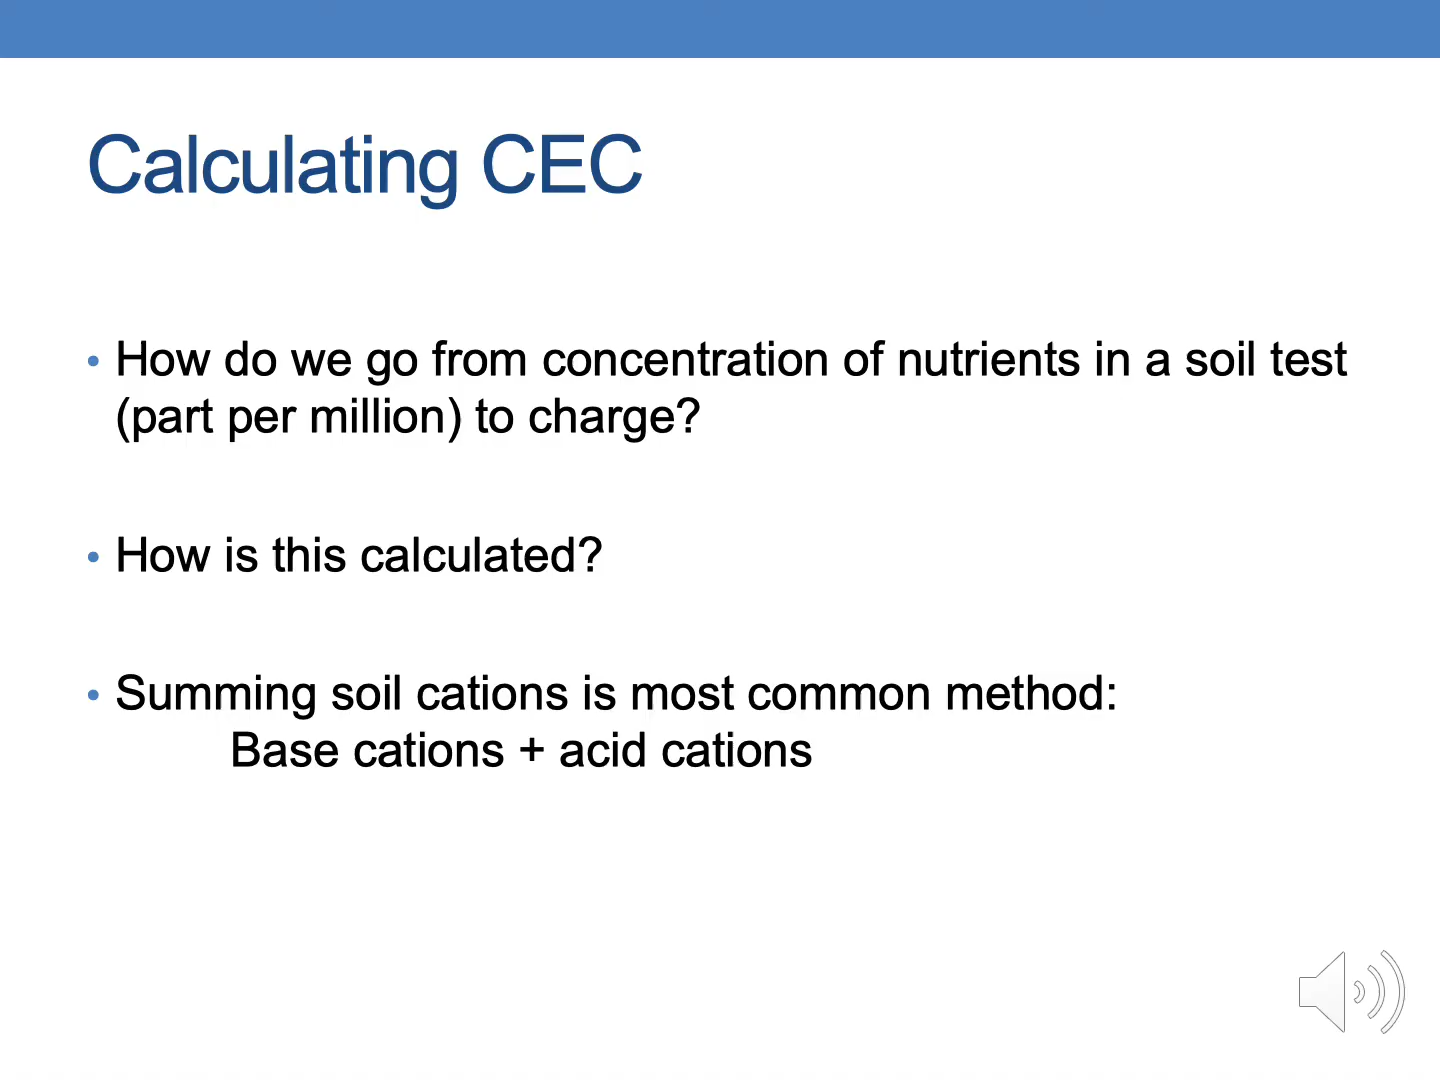 Calculating CEC
• How do we go from concentration of nutrients in a soil test
(part per million) to charge?
• How is this calculated?
• Summing soil cations is most common method:
Base cations + acid cations